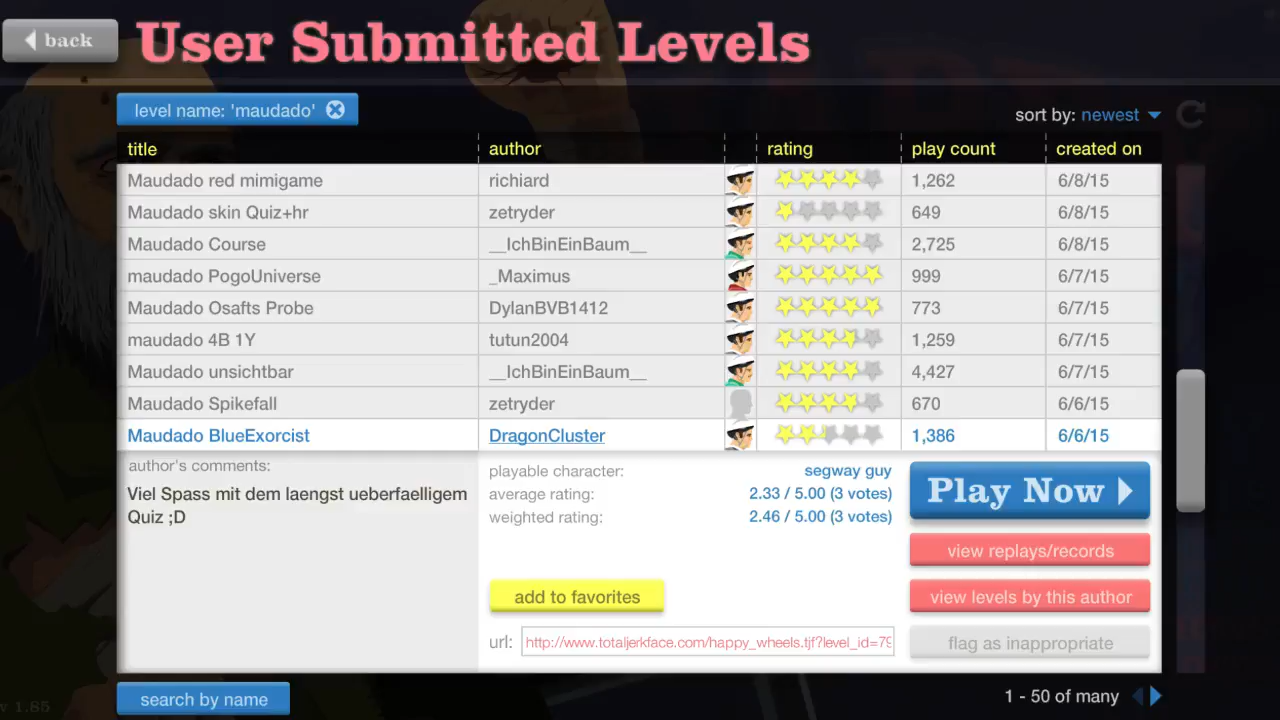 back
User Submitted Levels
level name: 'maudado'
sort by: newest
title author rating play count created on
Maudado red mimigame richiard 1,262 6/8/15
Maudado skin Quiz+hr zetryder 649 6/8/15
Maudado Course __IchBinEinBaum__ 2,725 6/8/15
maudado PogoUniverse _Maximus 999 6/7/15
Maudado Osafts Probe DylanBVB1412 773 6/7/15
maudado 4B 1Y tutun2004 1,259 6/7/15
Maudado unsichtbar __IchBinEinBaum__ 4,427 6/7/15
Maudado Spikefall zetryder 670 6/6/15
Maudado BlueExorcist DragonCluster 1,386 6/6/15
author's comments:
Viel Spass mit dem laengst ueberfaelligem
Quiz ;D
playable character: segway guy
average rating: 2.33 / 5.00 (3 votes)
weighted rating: 2.46 / 5.00 (3 votes)
add to favorites
url: http://www.totaljerkface.com/happy_wheels.tjf?level_id=79
Play Now
view replays/records
view levels by this author
flag as inappropriate
v 1.85
search by name
1 - 50 of many